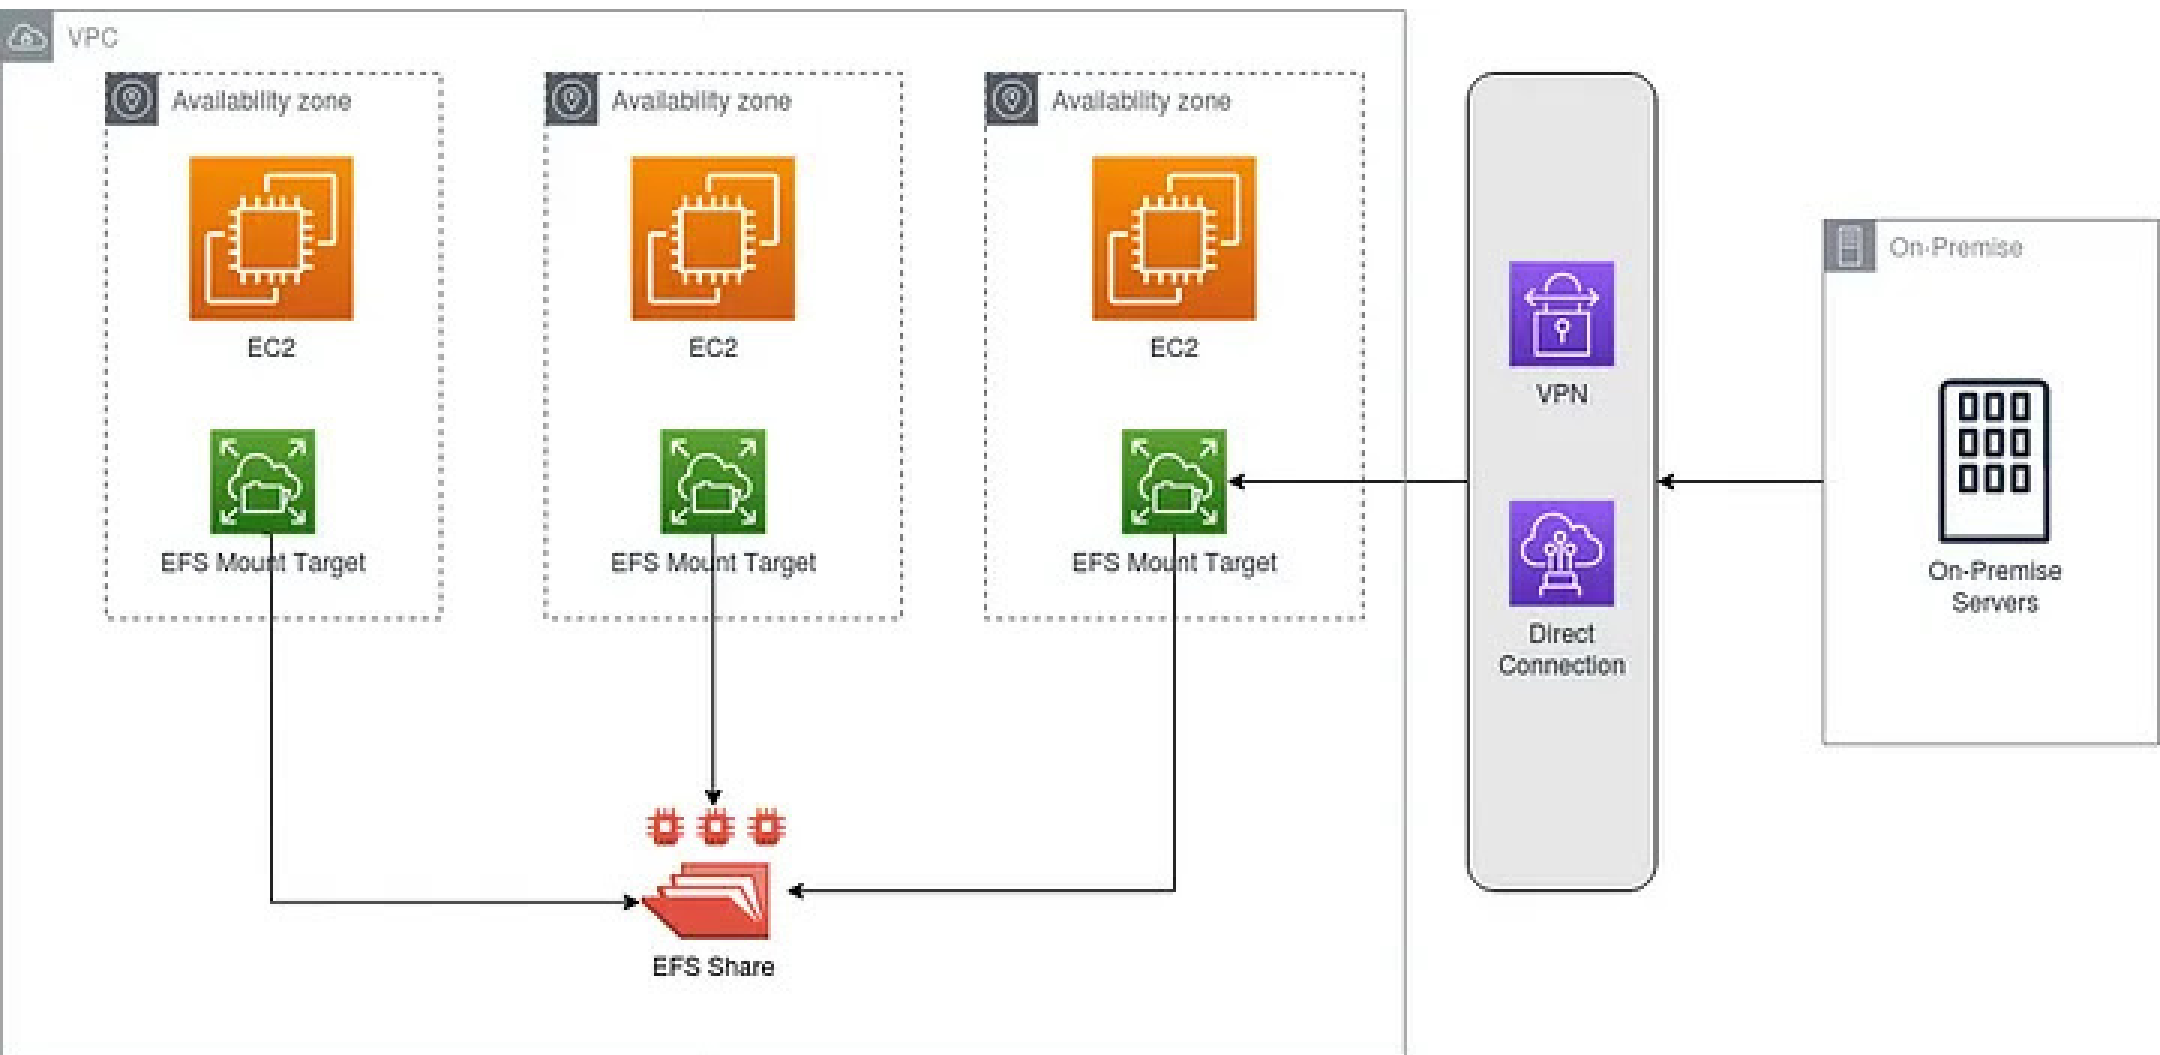 VPC
Availability zone
EC2
EFS Mount Target
Availability zone
EC2
EFS Mount Target
Availability zone
EC2
EFS Mount Target
EFS Share
VPN
Direct
Connection
On-Premise
On-Premise
Servers